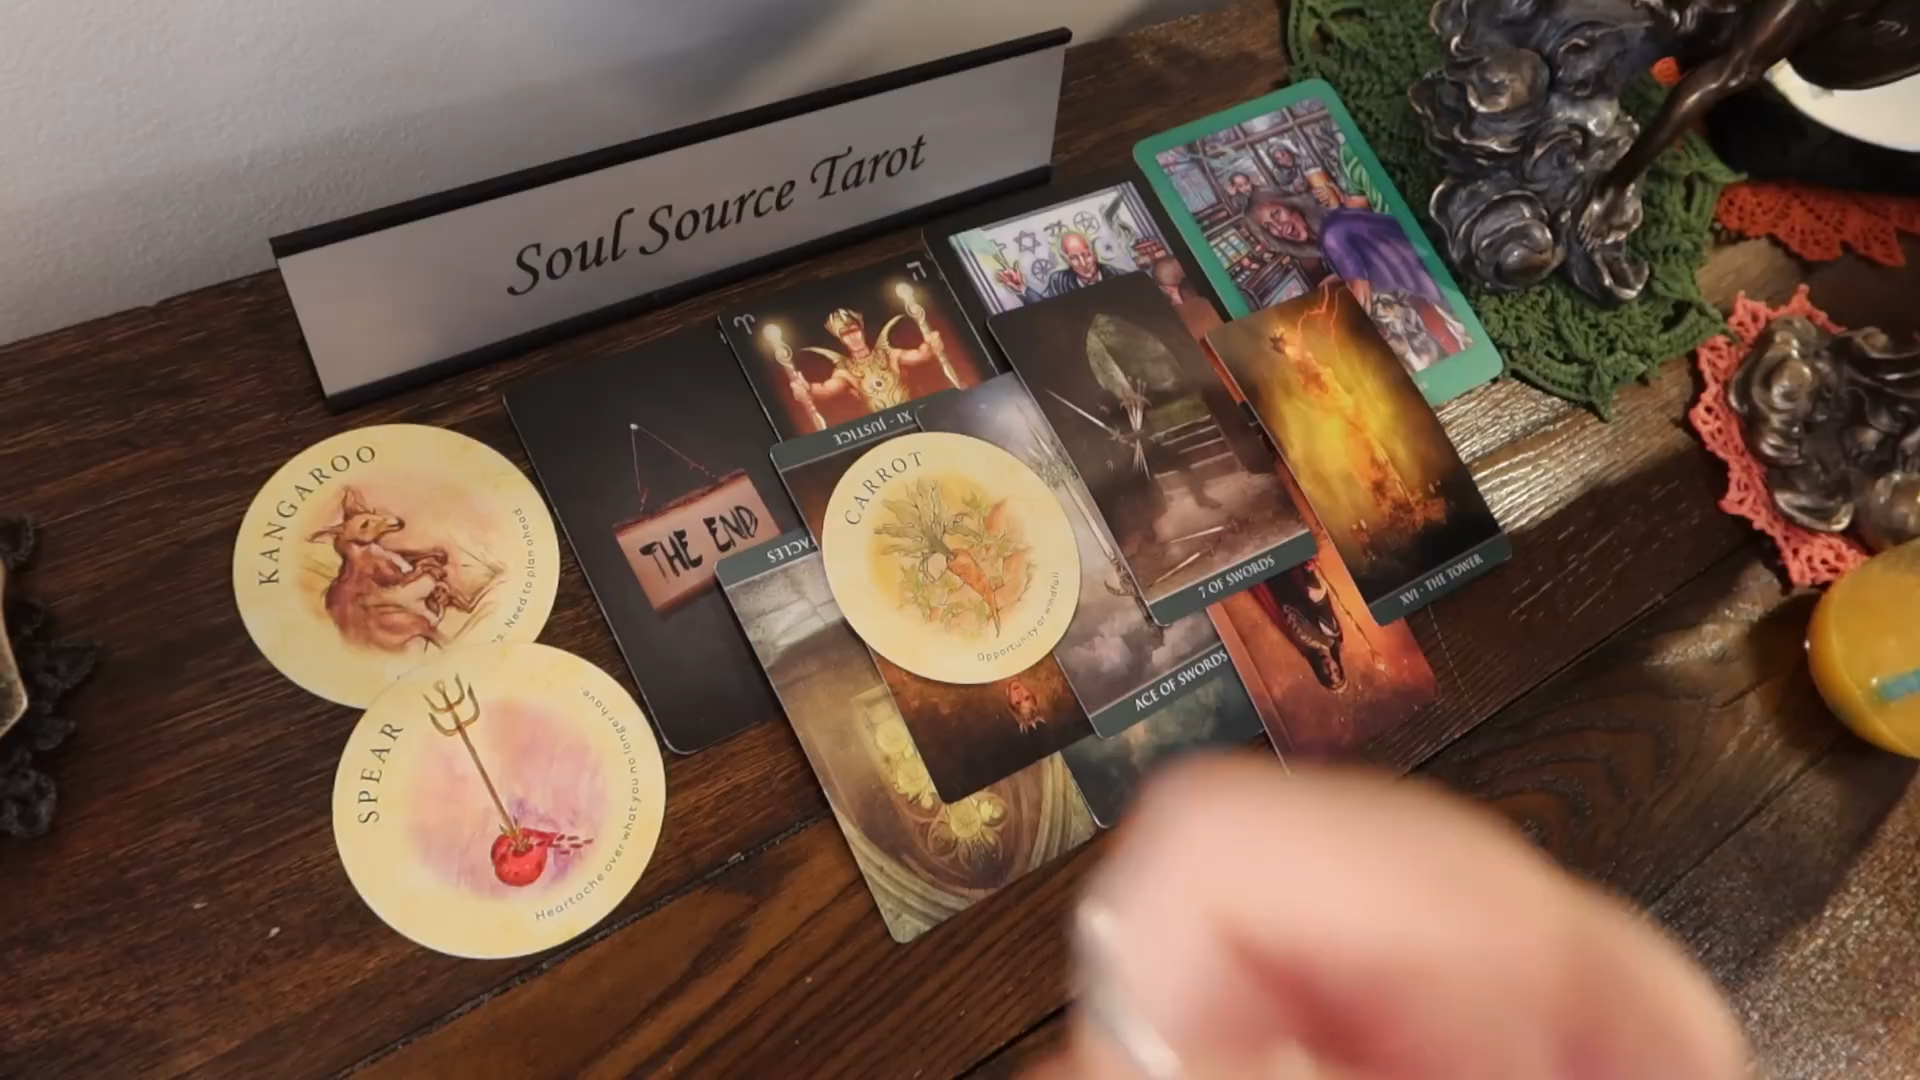 Soul Source Tarot
KANGAROO
Need to plan ahead.
SPEAR
Heartache over what you no longer have.
THE END
XI - JUSTICE
CARROT
Opportunity or windfall
7 OF SWORDS
ACE OF SWORDS
XVI - THE TOWER